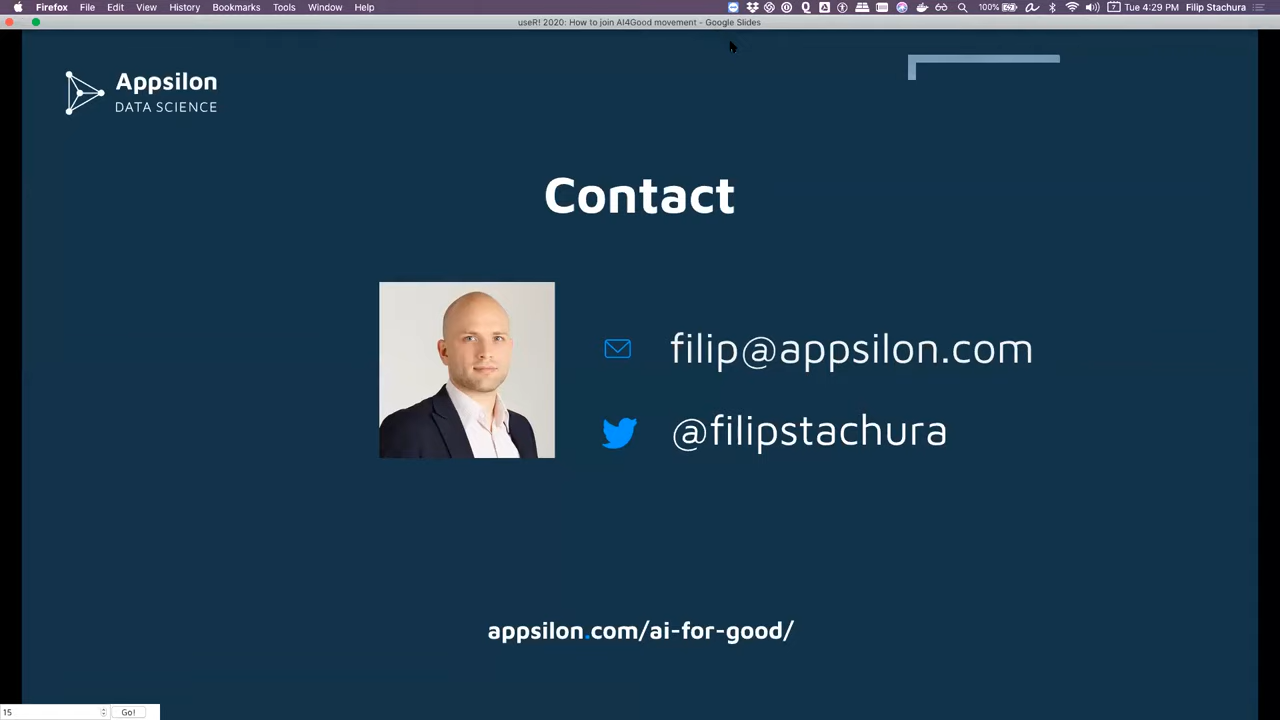 Firefox File Edit View History Bookmarks Tools Window Help 100% 7 Tue 4:29 PM Filip Stachura
useR! 2020: How to join AI4Good movement - Google Slides
Appsilon
DATA SCIENCE
Contact
filip@appsilon.com
@filipstachura
appsilon.com/ai-for-good/
15 Go!